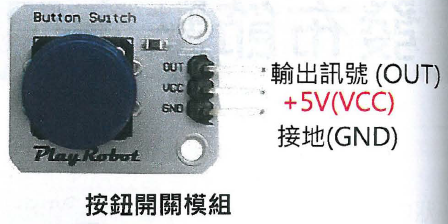 Button Switch
OUT
VCC
GND
PlayRobot
輸出訊號 (OUT)
+5V(VCC)
接地(GND)
按鈕開關模組